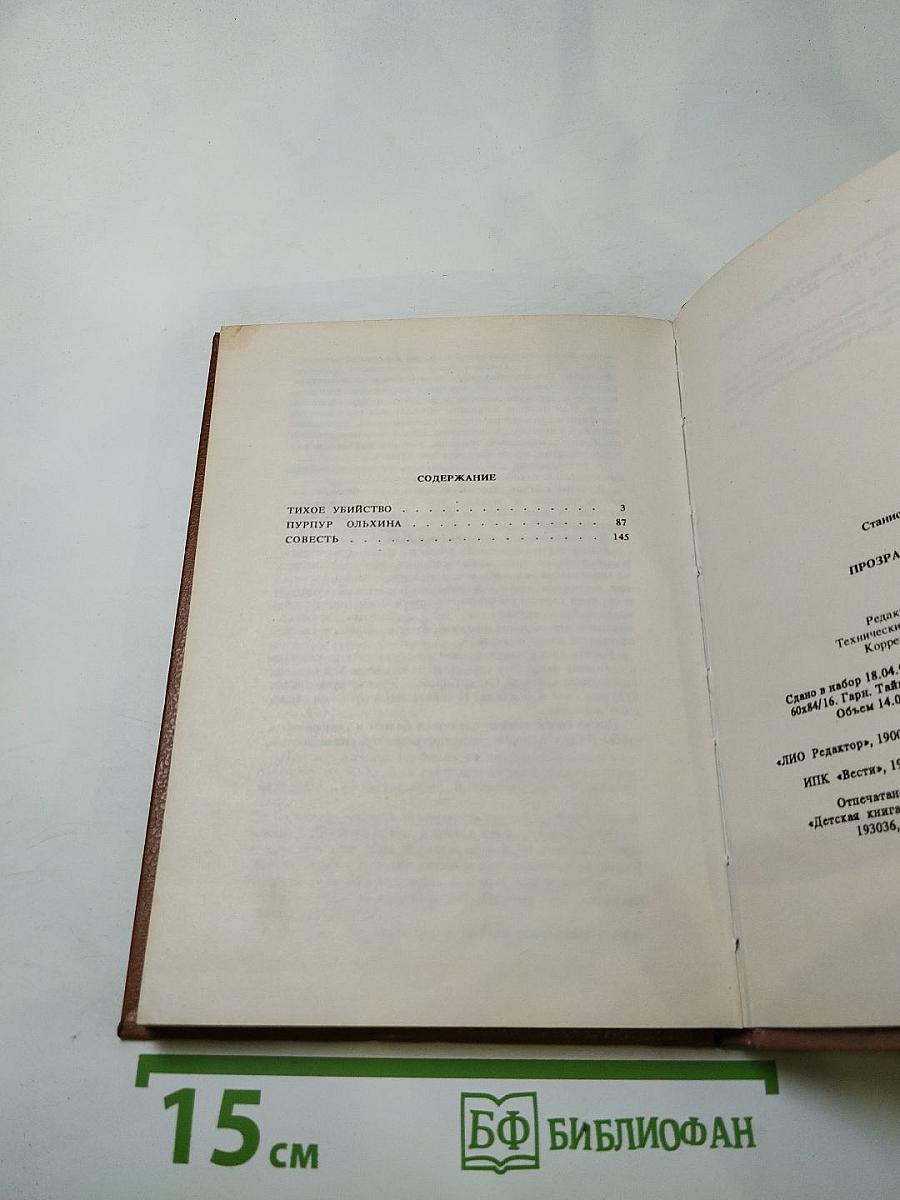 СОДЕРЖАНИЕ
ТИХОЕ УБИЙСТВО . . . . . . . . . . . . . . . 3
ПУРПУР ОЛЬХИНА . . . . . . . . . . . . . . 87
СОВЕСТЬ . . . . . . . . . . . . . . . . . . 145
Станис
ПРОЗРА
Редак
Технически
Корре
Сдано в набор 18.04.
60х84/16. Гарн. Тай
Объем 14.0
«ЛИО Редактор», 1900
ИПК «Вести», 19
Отпечатан
«Детская книга
193036,
15 см
БФ БИБЛИОФАН